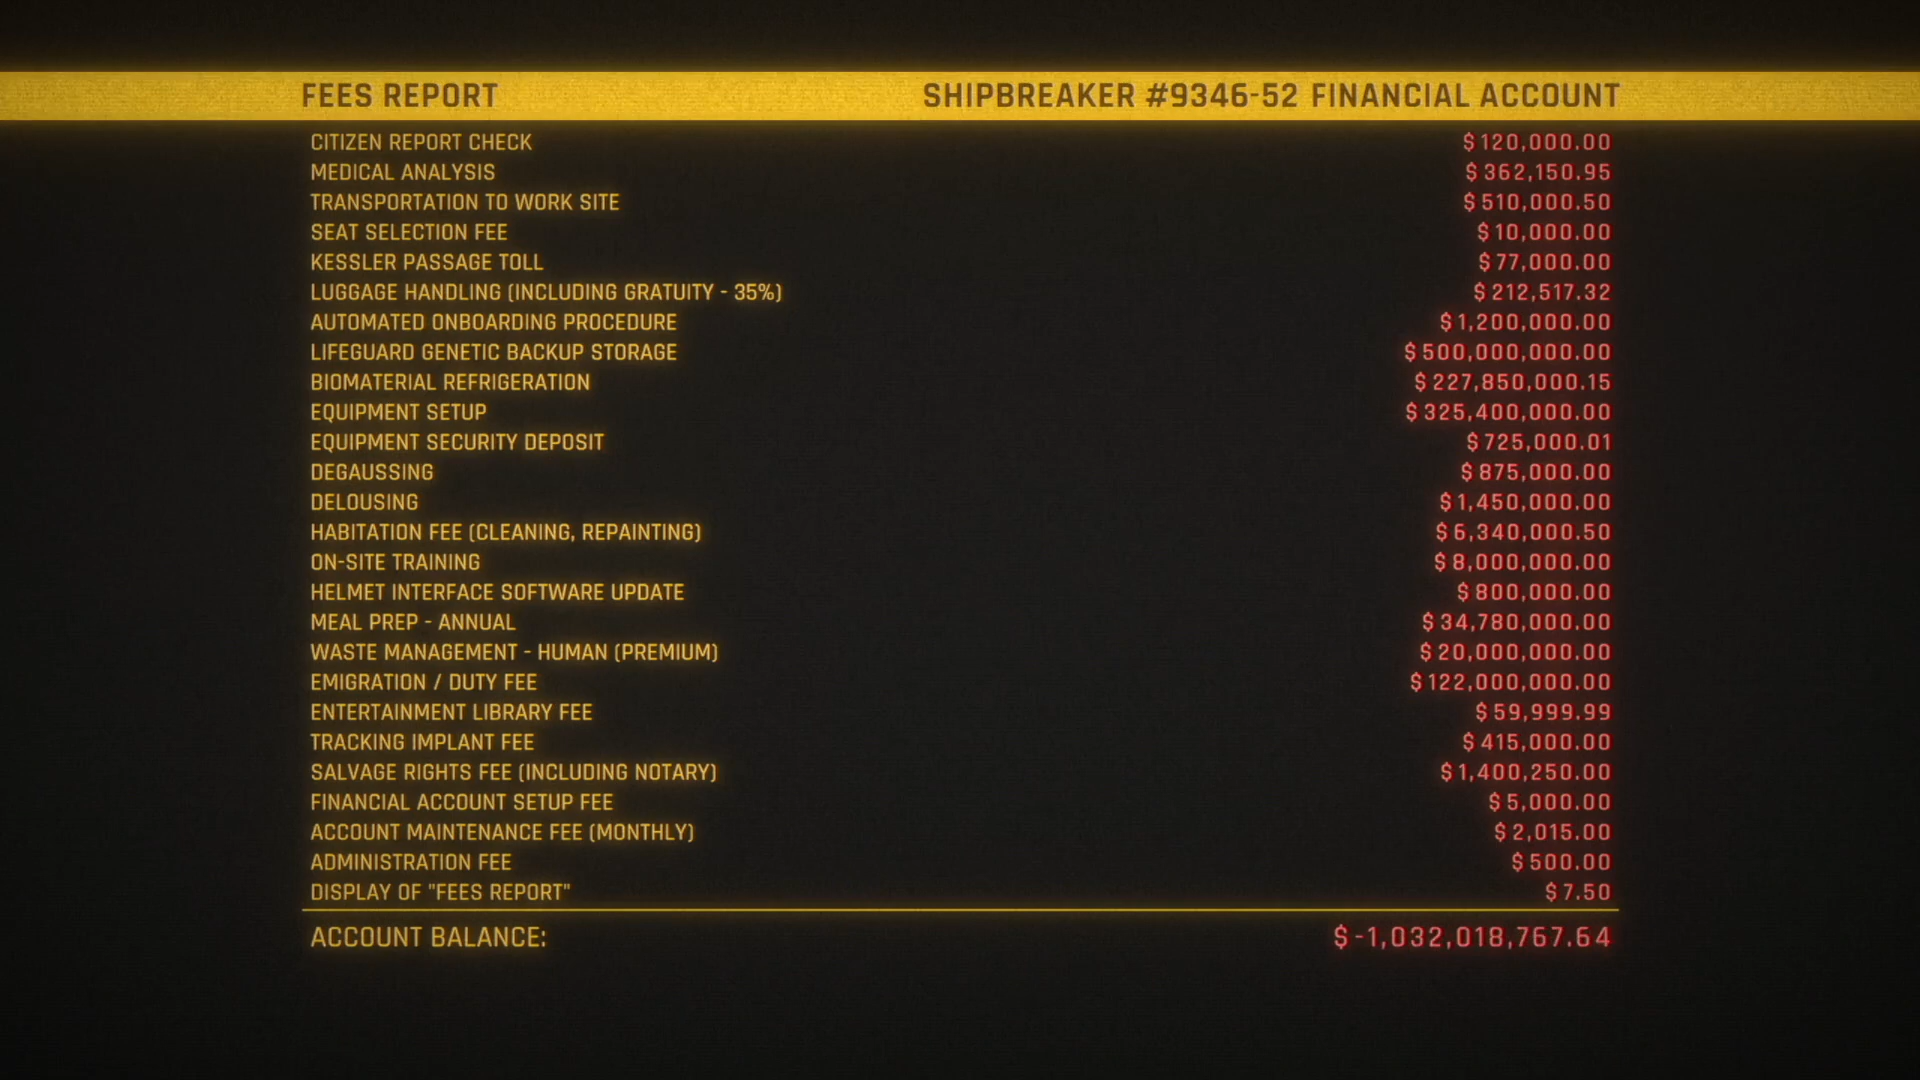 FEES REPORT SHIPBREAKER #9346-52 FINANCIAL ACCOUNT
CITIZEN REPORT CHECK $120,000.00
MEDICAL ANALYSIS $362,150.95
TRANSPORTATION TO WORK SITE $510,000.50
SEAT SELECTION FEE $10,000.00
KESSLER PASSAGE TOLL $77,000.00
LUGGAGE HANDLING (INCLUDING GRATUITY - 35%) $212,517.32
AUTOMATED ONBOARDING PROCEDURE $1,200,000.00
LIFEGUARD GENETIC BACKUP STORAGE $500,000,000.00
BIOMATERIAL REFRIGERATION $227,850,000.15
EQUIPMENT SETUP $325,400,000.00
EQUIPMENT SECURITY DEPOSIT $725,000.01
DEGAUSSING $875,000.00
DELOUSING $1,450,000.00
HABITATION FEE (CLEANING, REPAINTING) $6,340,000.50
ON-SITE TRAINING $8,000,000.00
HELMET INTERFACE SOFTWARE UPDATE $800,000.00
MEAL PREP - ANNUAL $34,780,000.00
WASTE MANAGEMENT - HUMAN (PREMIUM) $20,000,000.00
EMIGRATION / DUTY FEE $122,000,000.00
ENTERTAINMENT LIBRARY FEE $59,999.99
TRACKING IMPLANT FEE $415,000.00
SALVAGE RIGHTS FEE (INCLUDING NOTARY) $1,400,250.00
FINANCIAL ACCOUNT SETUP FEE $5,000.00
ACCOUNT MAINTENANCE FEE (MONTHLY) $2,015.00
ADMINISTRATION FEE $500.00
DISPLAY OF "FEES REPORT" $7.50
ACCOUNT BALANCE: $-1,032,018,767.64